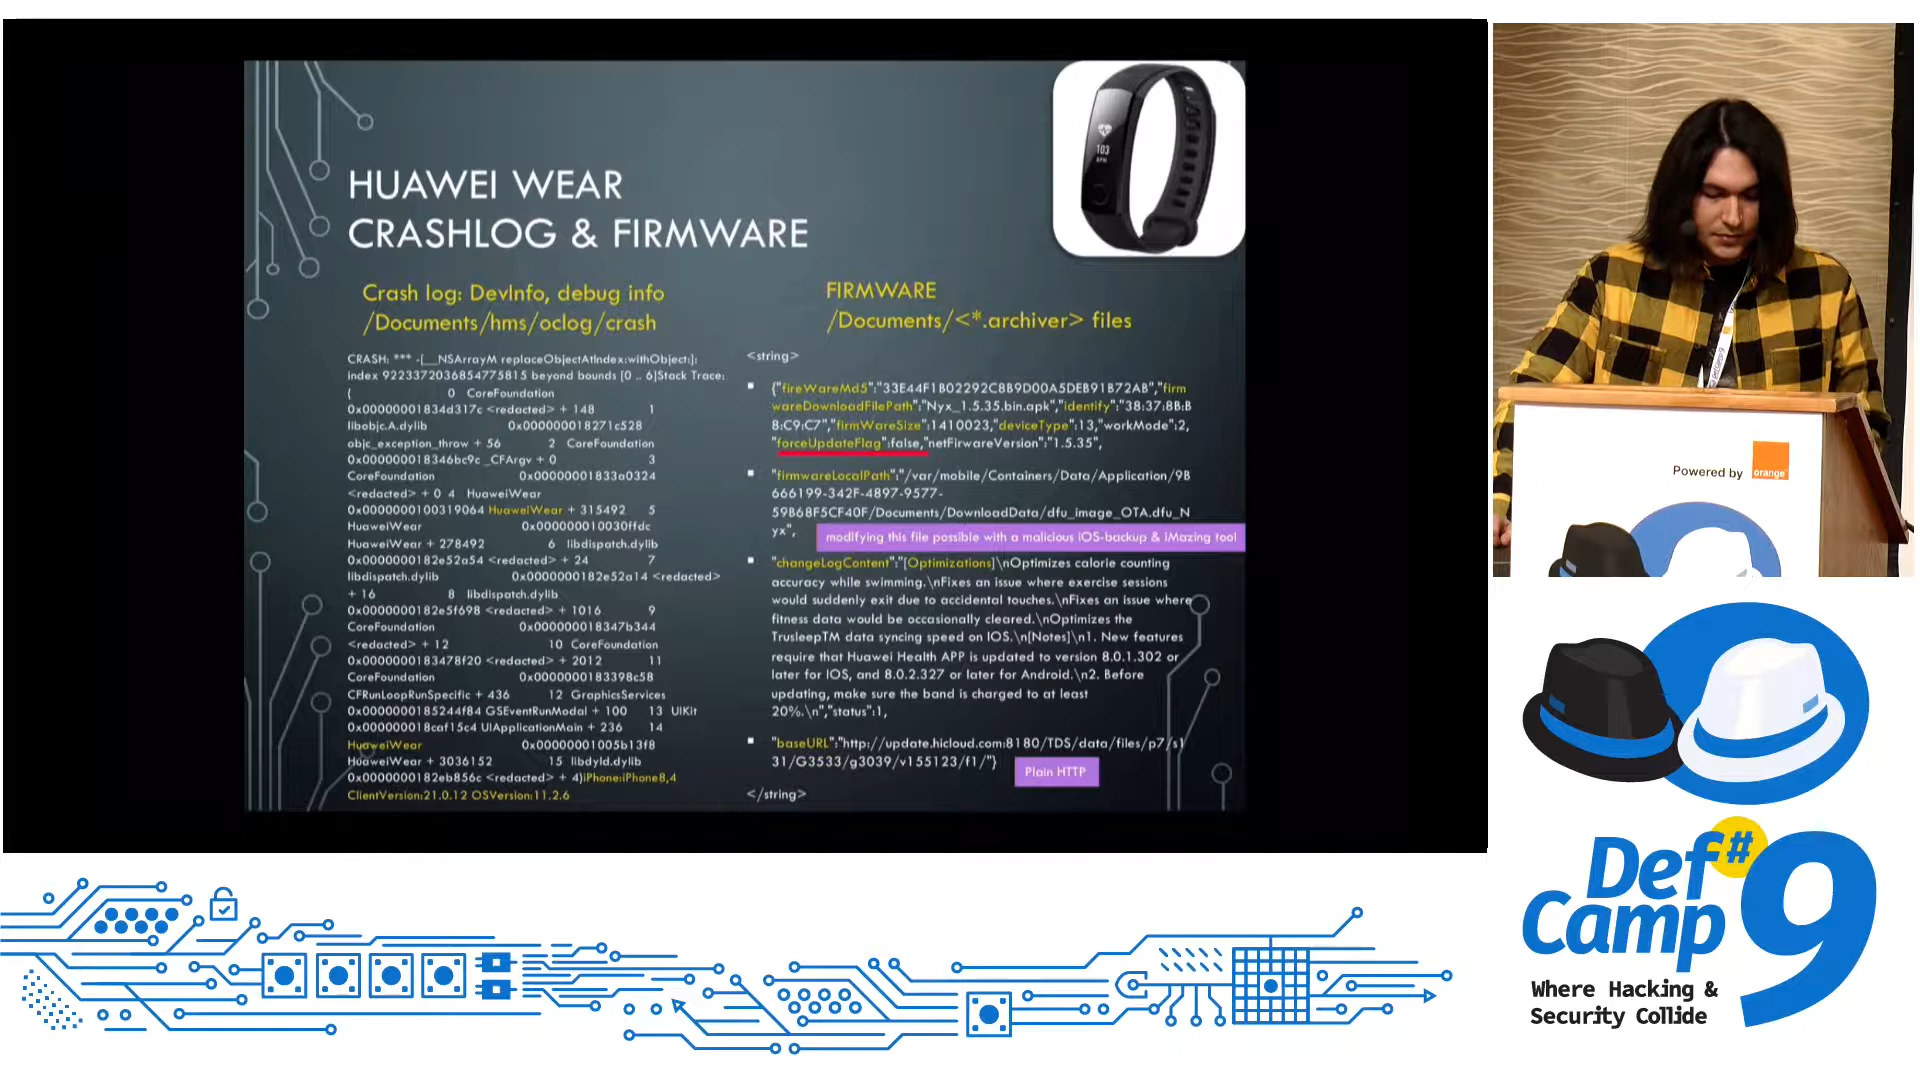 HUAWEI WEAR
CRASHLOG & FIRMWARE
103
BPM
Crash log: DevInfo, debug info
/Documents/hms/oclog/crash
CRASH: *** -[__NSArrayM replaceObjectAtIndex:withObject:]:
index 9223372036854775815 beyond bounds [0 .. 6]Stack Trace:
( 0 CoreFoundation
0x00000001834d317c <redacted> + 148 1
libobjc.A.dylib 0x000000018271c528
objc_exception_throw + 56 2 CoreFoundation
0x000000018346bc9c _CFArgv + 0 3
CoreFoundation 0x00000001833a0324
<redacted> + 0 4 HuaweiWear
0x0000000100319064 HuaweiWear + 315492 5
HuaweiWear 0x000000010030ffdc
HuaweiWear + 278492 6 libdispatch.dylib
0x0000000182e52a54 <redacted> + 24 7
libdispatch.dylib 0x0000000182e52a14 <redacted>
+ 16 8 libdispatch.dylib
0x0000000182e5f698 <redacted> + 1016 9
CoreFoundation 0x000000018347b344
<redacted> + 12 10 CoreFoundation
0x0000000183478f20 <redacted> + 2012 11
CoreFoundation 0x0000000183398c58
CFRunLoopRunSpecific + 436 12 GraphicsServices
0x0000000185244f84 GSEventRunModal + 100 13 UIKit
0x000000018caf15c4 UIApplicationMain + 236 14
HuaweiWear 0x00000001005b13f8
HuaweiWear + 3036152 15 libdyld.dylib
0x0000000182eb856c <redacted> + 4)iPhone:iPhone8,4
ClientVersion:21.0.12 OSVersion:11.2.6
FIRMWARE
/Documents/<*.archiver> files
<string>
{"fireWareMd5":"33E44F1B02292C8B9D00A5DEB91B72AB","firm
wareDownloadFilePath":"Nyx_1.5.35.bin.apk","identify":"38:37:8B:B
8:C9:C7","firmWareSize":1410023,"deviceType":13,"workMode":2,
"forceUpdateFlag":false,"netFirwareVersion":"1.5.35",
"firmwareLocalPath":"/var/mobile/Containers/Data/Application/9B
666199-342F-4897-9577-
59B68F5CF40F/Documents/DownloadData/dfu_image_OTA.dfu_N
yx",
modifying this file possible with a malicious iOS-backup & iMazing tool
"changeLogContent":"[Optimizations]\nOptimizes calorie counting
accuracy while swimming.\nFixes an issue where exercise sessions
would suddenly exit due to accidental touches.\nFixes an issue where
fitness data would be occasionally cleared.\nOptimizes the
TrusleepTM data syncing speed on IOS.\n[Notes]\n1. New features
require that Huawei Health APP is updated to version 8.0.1.302 or
later for IOS, and 8.0.2.327 or later for Android.\n2. Before
updating, make sure the band is charged to at least
20%.\n","status":1,
"baseURL":"http://update.hicloud.com:8180/TDS/data/files/p7/s1
31/G3533/g3039/v155123/f1/"}
Plain HTTP
</string>
Powered by
orange
Def
Camp
#9
Where Hacking &
Security Collide